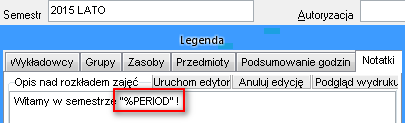 Semestr 2015 LATO Autoryzacja
Legenda
Wykładowcy Grupy Zasoby Przedmioty Podsumowanie godzin Notatki
Opis nad rozkładem zajęć Uruchom edytor Anuluj edycję Podgląd wydruku
Witamy w semestrze "%PERIOD" !